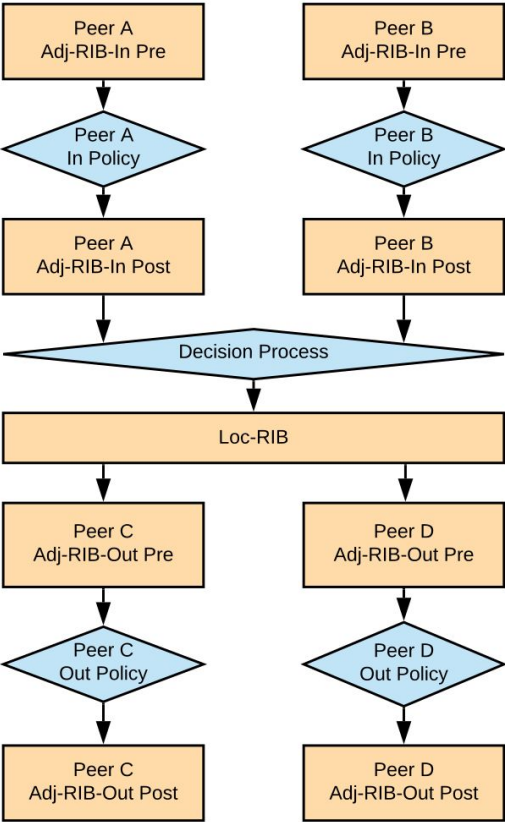 Peer A
Adj-RIB-In Pre
Peer B
Adj-RIB-In Pre
Peer A
In Policy
Peer B
In Policy
Peer A
Adj-RIB-In Post
Peer B
Adj-RIB-In Post
Decision Process
Loc-RIB
Peer C
Adj-RIB-Out Pre
Peer D
Adj-RIB-Out Pre
Peer C
Out Policy
Peer D
Out Policy
Peer C
Adj-RIB-Out Post
Peer D
Adj-RIB-Out Post